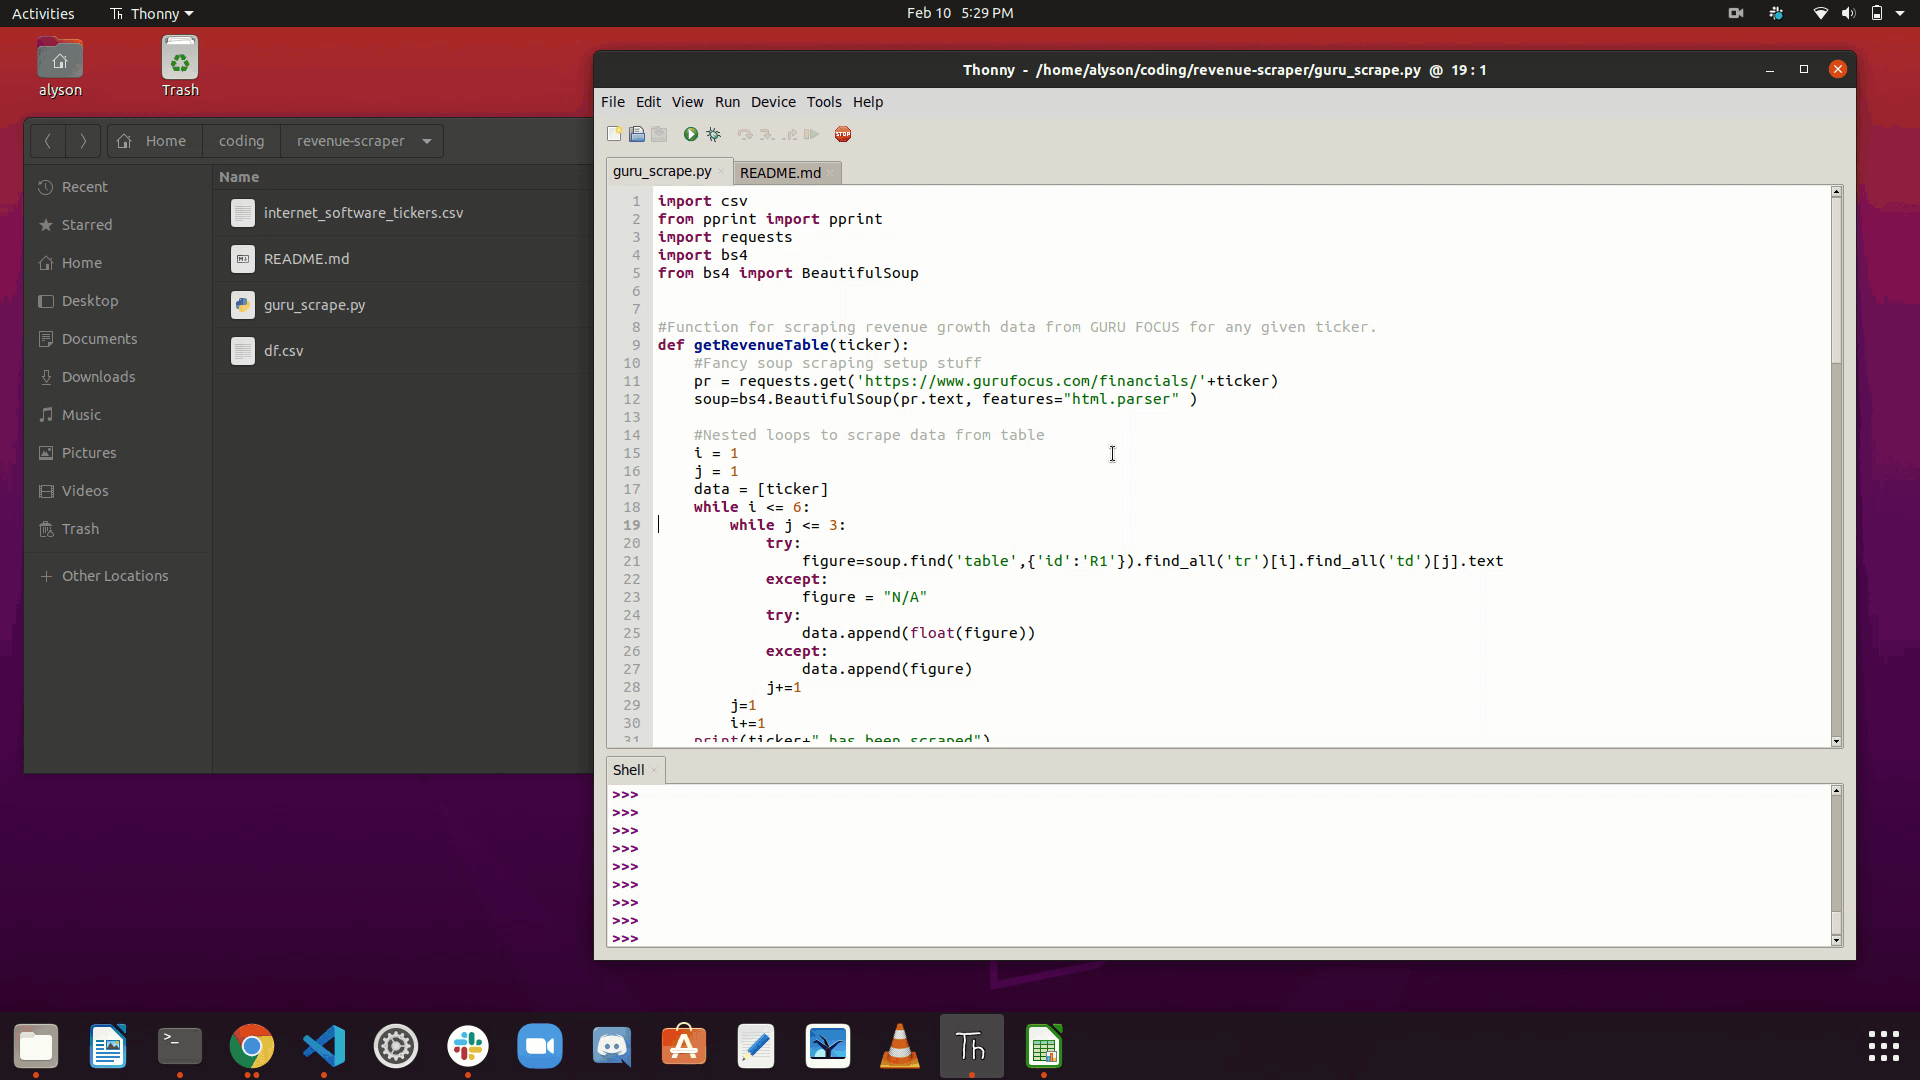 Activities
Thonny
Feb 10 5:29 PM
alyson
Trash
Home
coding
revenue-scraper
Recent
Starred
Home
Desktop
Documents
Downloads
Music
Pictures
Videos
Trash
Other Locations
Name
internet_software_tickers.csv
README.md
guru_scrape.py
df.csv
Thonny - /home/alyson/coding/revenue-scraper/guru_scrape.py @ 19 : 1
File Edit View Run Device Tools Help
STOP
guru_scrape.py
README.md
1 import csv
2 from pprint import pprint
3 import requests
4 import bs4
5 from bs4 import BeautifulSoup
6
7
8 #Function for scraping revenue growth data from GURU FOCUS for any given ticker.
9 def getRevenueTable(ticker):
10     #Fancy soup scraping setup stuff
11     pr = requests.get('https://www.gurufocus.com/financials/'+ticker)
12     soup=bs4.BeautifulSoup(pr.text, features="html.parser" )
13
14     #Nested loops to scrape data from table
15     i = 1
16     j = 1
17     data = [ticker]
18     while i <= 6:
19         while j <= 3:
20             try:
21                 figure=soup.find('table',{'id':'R1'}).find_all('tr')[i].find_all('td')[j].text
22             except:
23                 figure = "N/A"
24             try:
25                 data.append(float(figure))
26             except:
27                 data.append(figure)
28             j+=1
29         j=1
30         i+=1
31     print(ticker+" has been scraped")
Shell
>>>
>>>
>>>
>>>
>>>
>>>
>>>
>>>
>>>
>_
A
Th